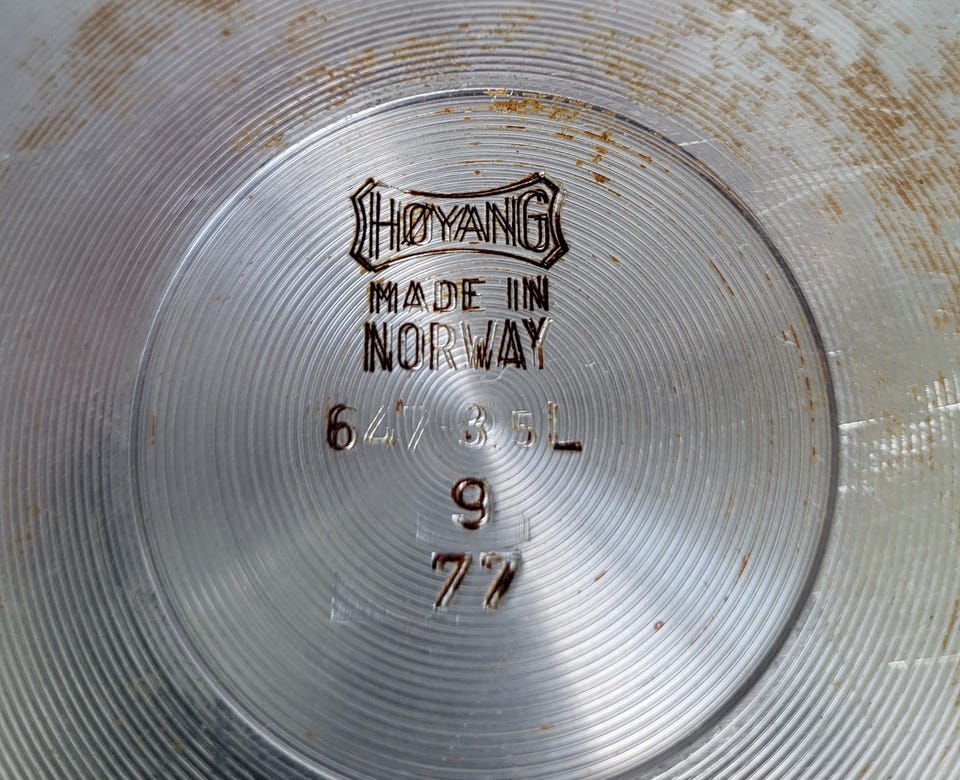 HØYANG
MADE IN
NORWAY
647-3.5L
9
77